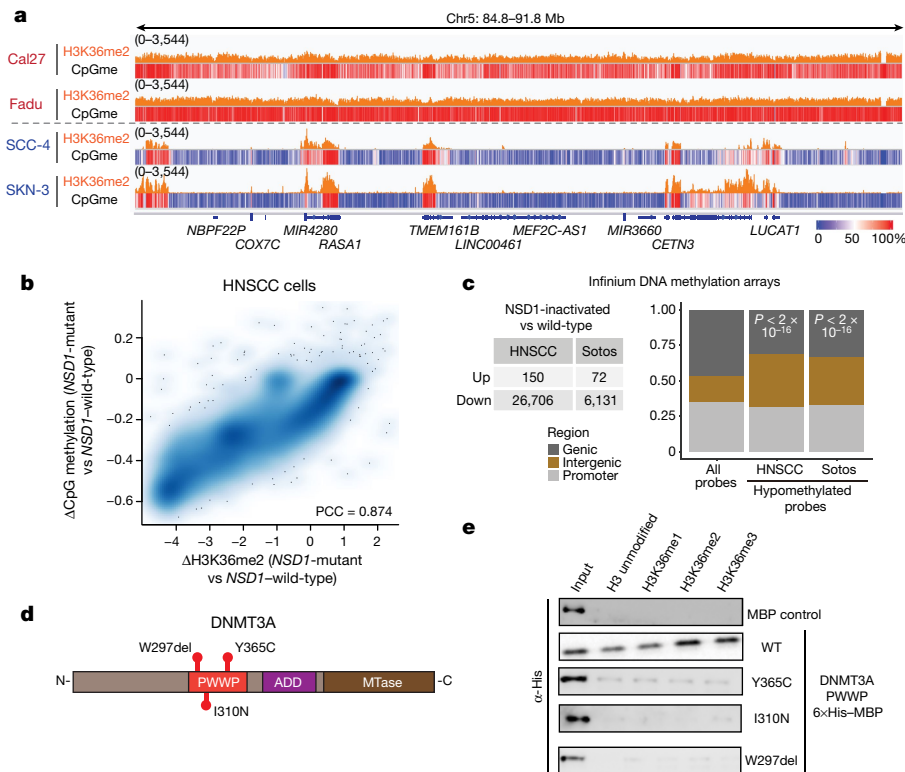 a
Chr5: 84.8–91.8 Mb
Cal27
H3K36me2
(0–3,544)
CpGme
Fadu
H3K36me2
(0–3,544)
CpGme
SCC-4
H3K36me2
(0–3,544)
CpGme
SKN-3
H3K36me2
(0–3,544)
CpGme
NBPF22P
MIR4280
TMEM161B
MEF2C-AS1
MIR3660
LUCAT1
COX7C
RASA1
LINC00461
CETN3
0 50 100%
b
HNSCC cells
ΔCpG methylation (NSD1-mutant
vs NSD1–wild-type)
0.2
0
−0.2
−0.4
−0.6
PCC = 0.874
−4 −3 −2 −1 0 1 2
ΔH3K36me2 (NSD1-mutant
vs NSD1–wild-type)
c
Infinium DNA methylation arrays
NSD1-inactivated
vs wild-type
HNSCC Sotos
Up 150 72
Down 26,706 6,131
Region
Genic
Intergenic
Promoter
1.00
0.75
0.50
0.25
0
P < 2 ×
10−16
P < 2 ×
10−16
All
probes
HNSCC
Sotos
Hypomethylated
probes
d
DNMT3A
W297del
Y365C
N-
PWWP
ADD
MTase
-C
I310N
e
Input
H3 unmodified
H3K36me1
H3K36me2
H3K36me3
α-His
MBP control
WT
Y365C
I310N
W297del
DNMT3A
PWWP
6×His–MBP